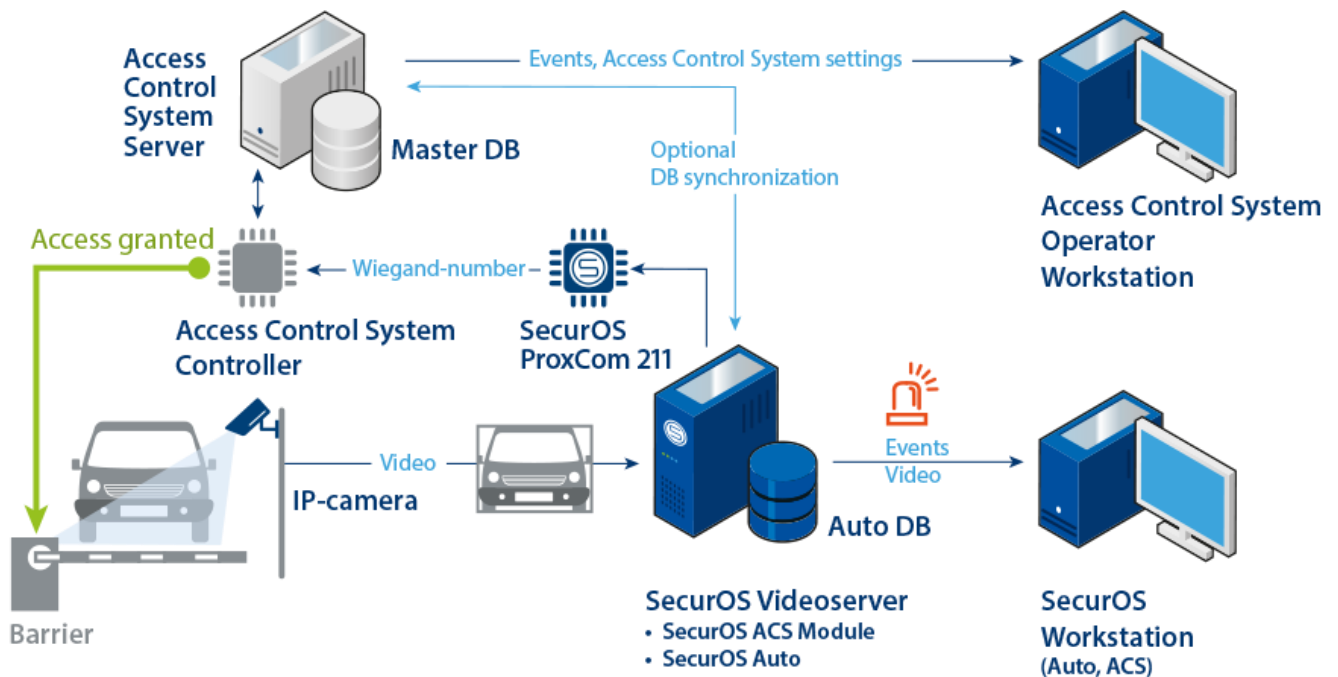 Access
Control
System
Server
Master DB
Events, Access Control System settings
Optional
DB synchronization
Access Control System
Operator
Workstation
Access granted
Wiegand-number
Access Control System
Controller
SecurOS
ProxCom 211
Video
IP-camera
Events
Video
Auto DB
Barrier
SecurOS Videoserver
• SecurOS ACS Module
• SecurOS Auto
SecurOS
Workstation
(Auto, ACS)